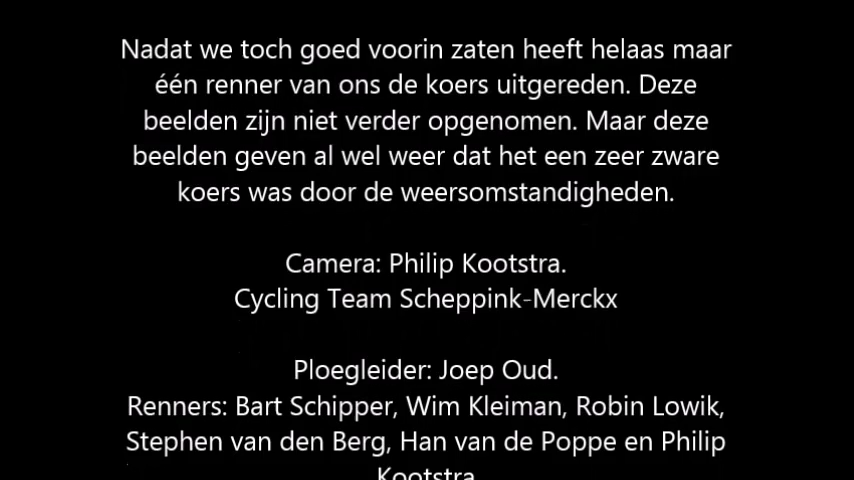 Nadat we toch goed voorin zaten heeft helaas maar
één renner van ons de koers uitgereden. Deze
beelden zijn niet verder opgenomen. Maar deze
beelden geven al wel weer dat het een zeer zware
koers was door de weersomstandigheden.
Camera: Philip Kootstra.
Cycling Team Scheppink-Merckx
Ploegleider: Joep Oud.
Renners: Bart Schipper, Wim Kleiman, Robin Lowik,
Stephen van den Berg, Han van de Poppe en Philip
Kootstra